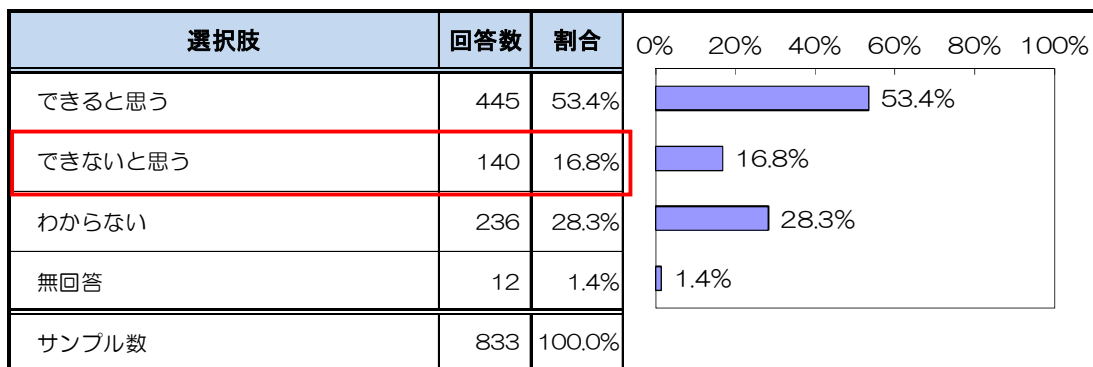 選択肢 回答数 割合 0% 20% 40% 60% 80% 100%
できると思う 445 53.4% 53.4%
できないと思う 140 16.8% 16.8%
わからない 236 28.3% 28.3%
無回答 12 1.4% 1.4%
サンプル数 833 100.0%